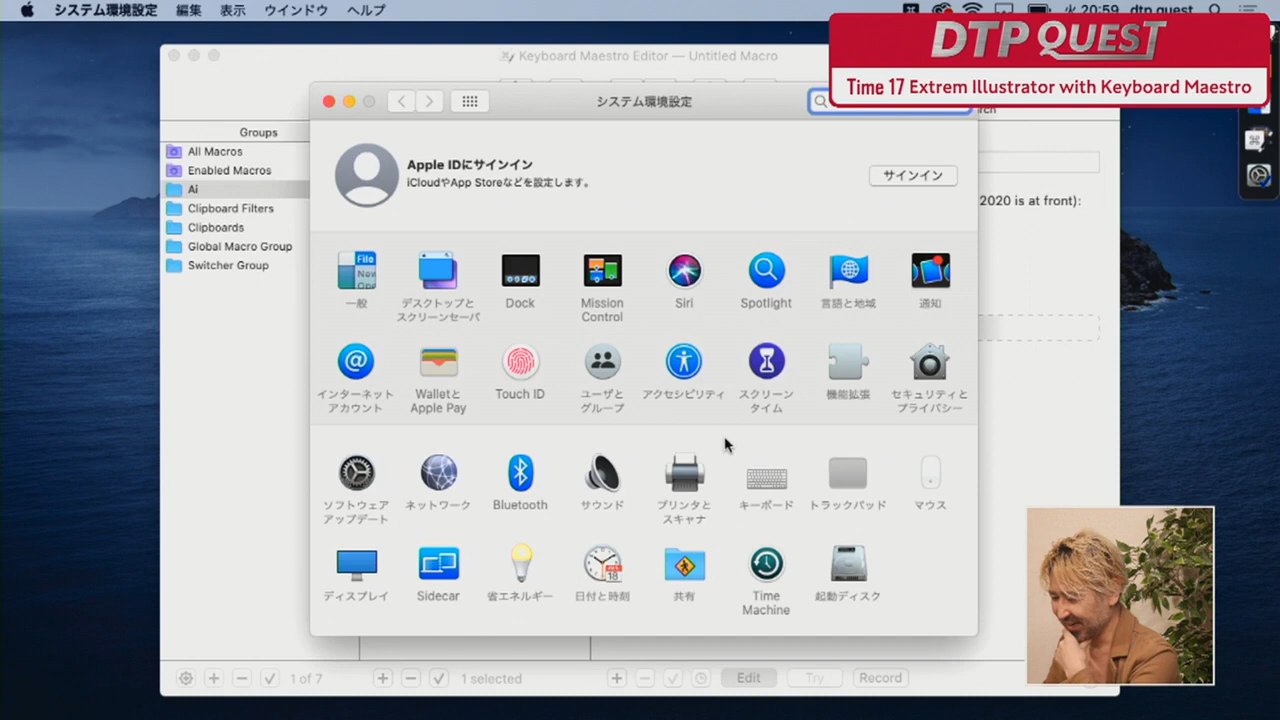 システム環境設定 編集 表示 ウインドウ ヘルプ
火 20:59 dtp quest
DTP QUEST
Time 17 Extrem Illustrator with Keyboard Maestro
Keyboard Maestro Editor — Untitled Macro
システム環境設定
Groups
All Macros
Enabled Macros
Ai
Clipboard Filters
Clipboards
Global Macro Group
Switcher Group
Apple IDにサインイン
iCloudやApp Storeなどを設定します。
サインイン
2020 is at front):
File
New
一般
デスクトップと
スクリーンセーバ
Dock
Mission
Control
Siri
Spotlight
言語と地域
通知
インターネット
アカウント
Walletと
Apple Pay
Touch ID
ユーザと
グループ
アクセシビリティ
スクリーン
タイム
機能拡張
セキュリティと
プライバシー
ソフトウェア
アップデート
ネットワーク
Bluetooth
サウンド
プリンタと
スキャナ
キーボード
トラックパッド
マウス
ディスプレイ
Sidecar
省エネルギー
18
日付と時刻
共有
Time
Machine
起動ディスク
1 of 7
1 selected
Edit
Try
Record